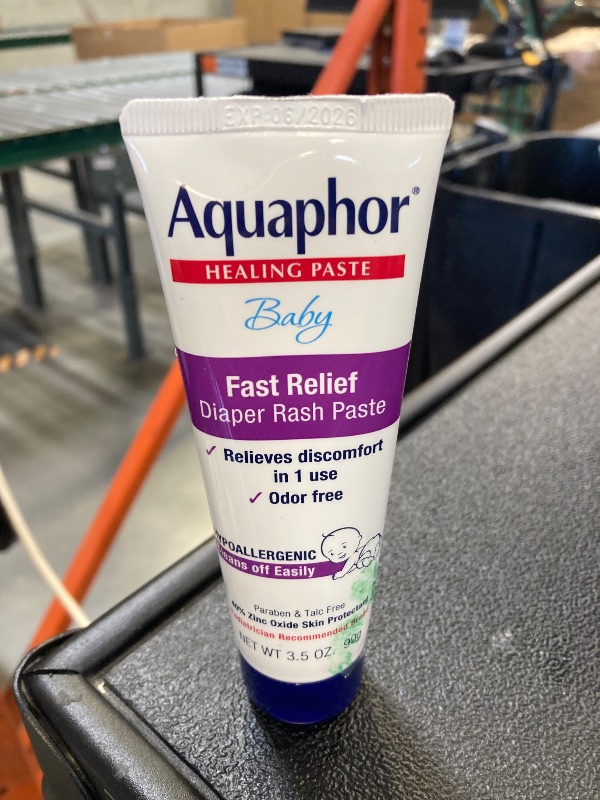 EXP:06/2026
Aquaphor®
HEALING PASTE
Baby
Fast Relief
Diaper Rash Paste
✓ Relieves discomfort
in 1 use
✓ Odor free
YPOALLERGENIC
eans off Easily
Paraben & Talc Free
40% Zinc Oxide Skin Protectant
Pediatrician Recommended Brand
NET WT 3.5 OZ. 99g